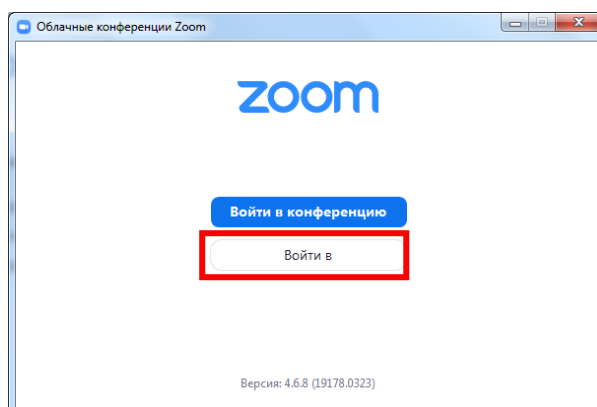 Облачные конференции Zoom
zoom
Войти в конференцию
Войти в
Версия: 4.6.8 (19178.0323)